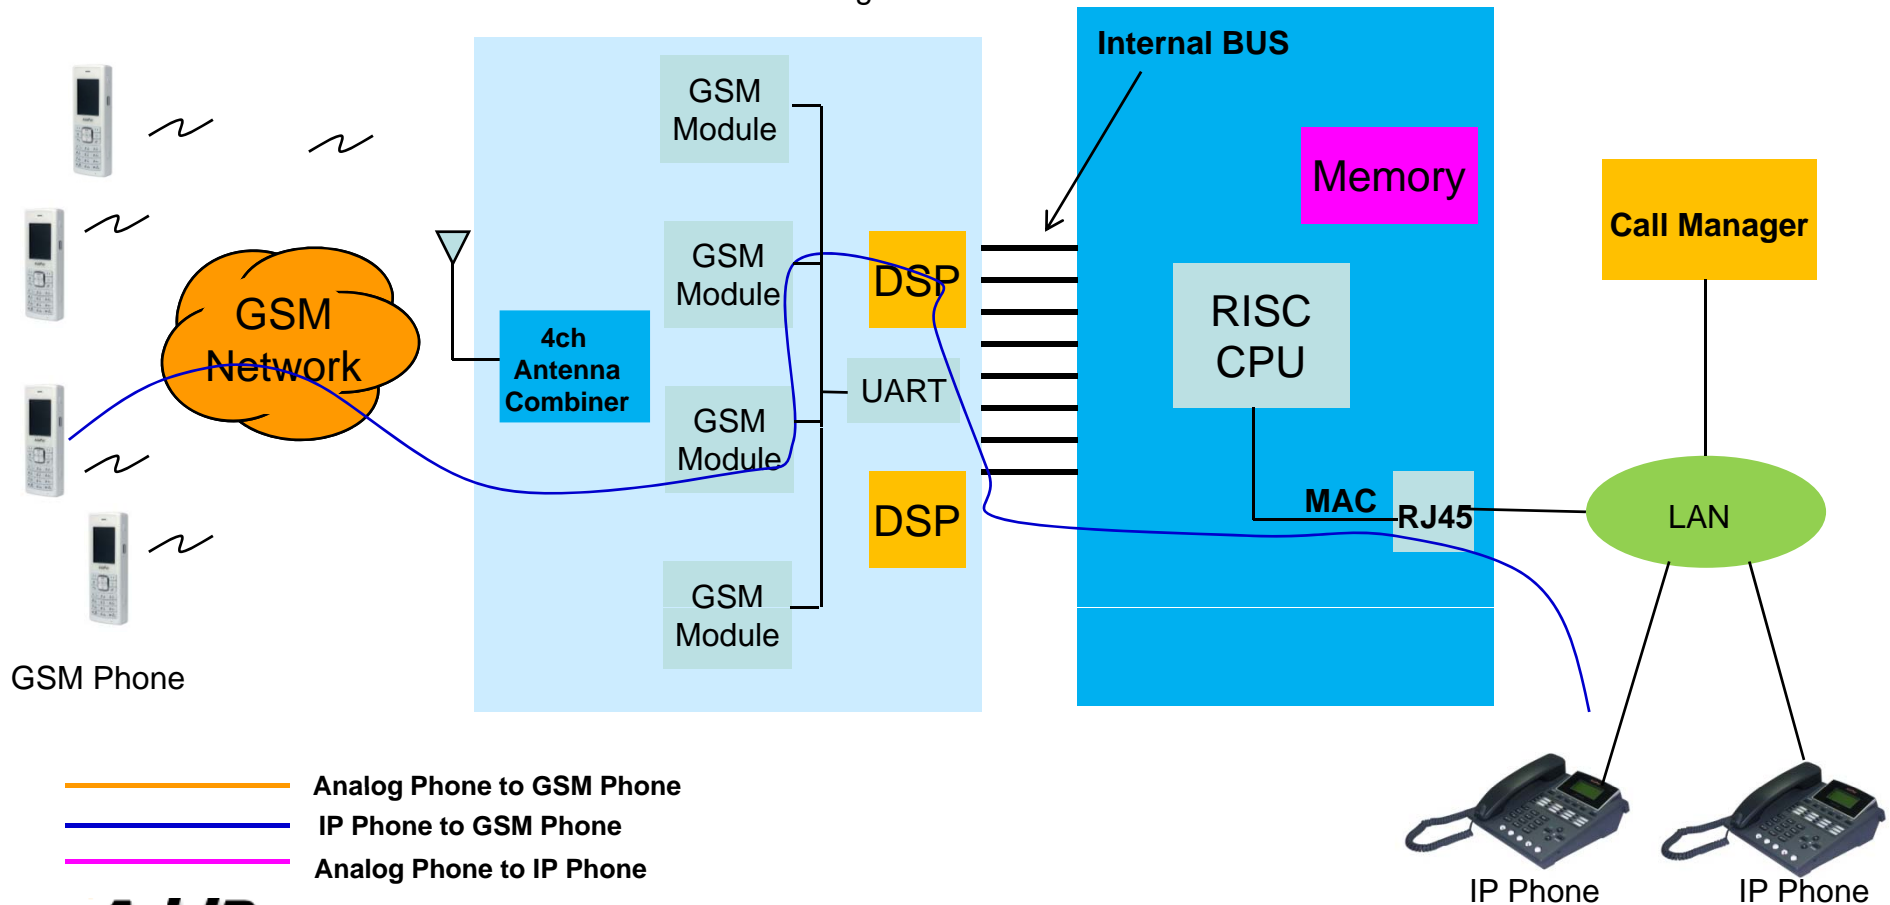 Internal BUS
GSM
Module
Memory
GSM
Module
DSP
Call Manager
GSM
Network
4ch
Antenna
Combiner
RISC
CPU
UART
GSM
Module
DSP
MAC
RJ45
LAN
GSM
Module
GSM Phone
Analog Phone to GSM Phone
IP Phone to GSM Phone
Analog Phone to IP Phone
IP Phone
IP Phone